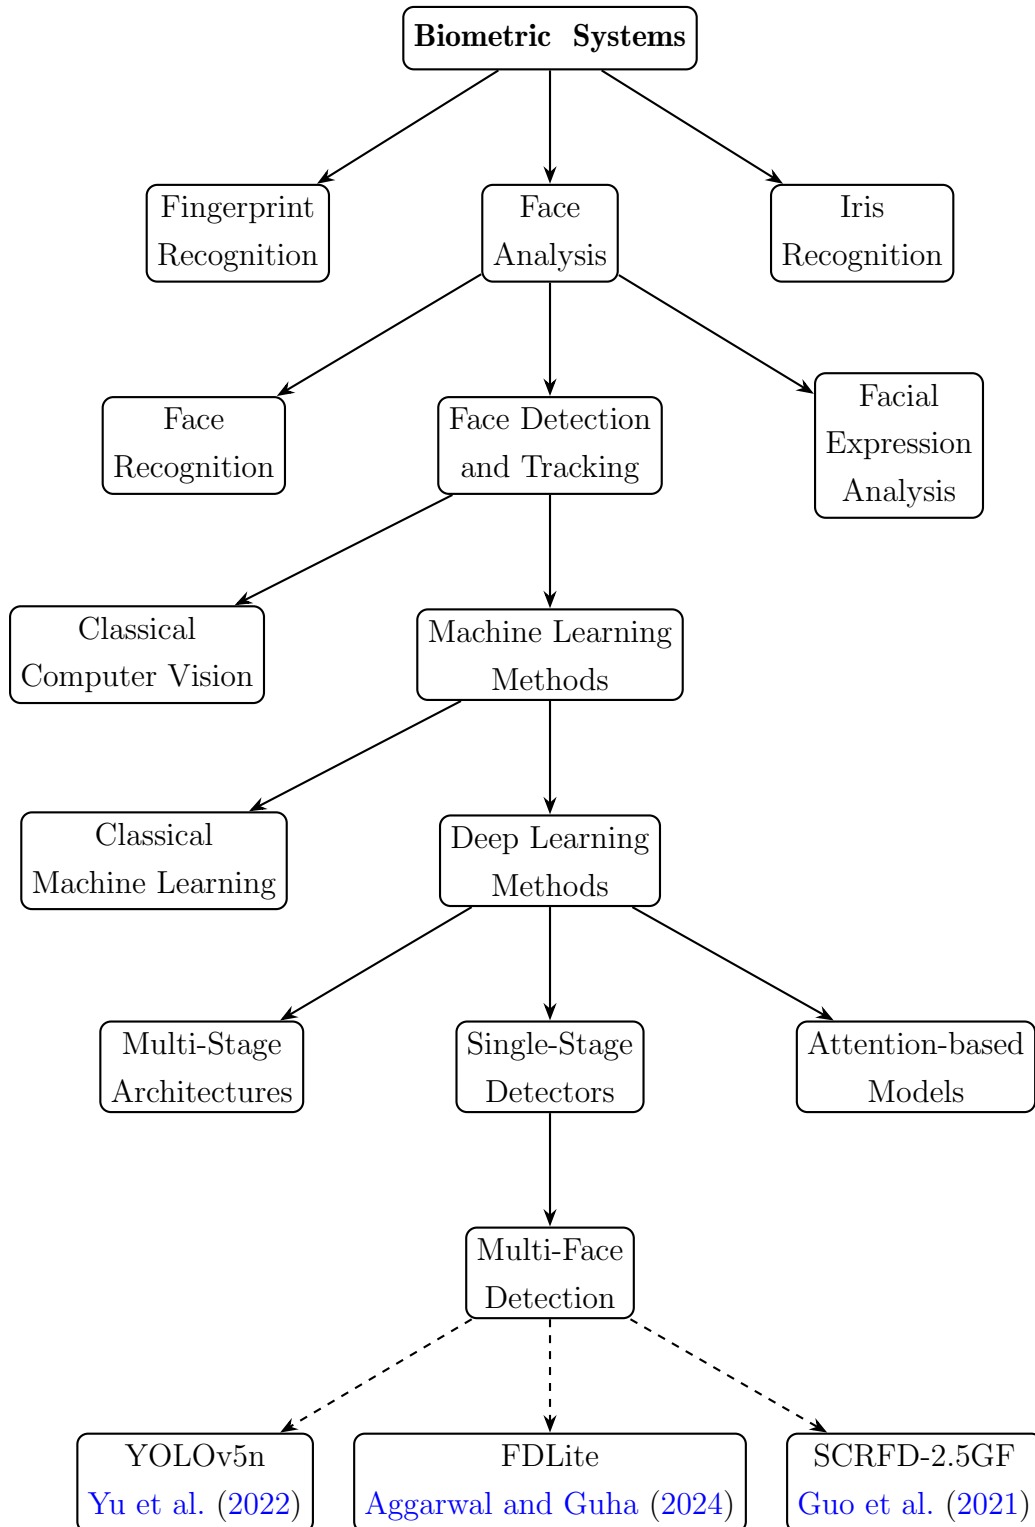 Biometric Systems
Fingerprint
Recognition
Face
Analysis
Iris
Recognition
Face
Recognition
Face Detection
and Tracking
Facial
Expression
Analysis
Classical
Computer Vision
Machine Learning
Methods
Classical
Machine Learning
Deep Learning
Methods
Multi-Stage
Architectures
Single-Stage
Detectors
Attention-based
Models
Multi-Face
Detection
YOLOv5n
Yu et al. (2022)
FDLite
Aggarwal and Guha (2024)
SCRFD-2.5GF
Guo et al. (2021)